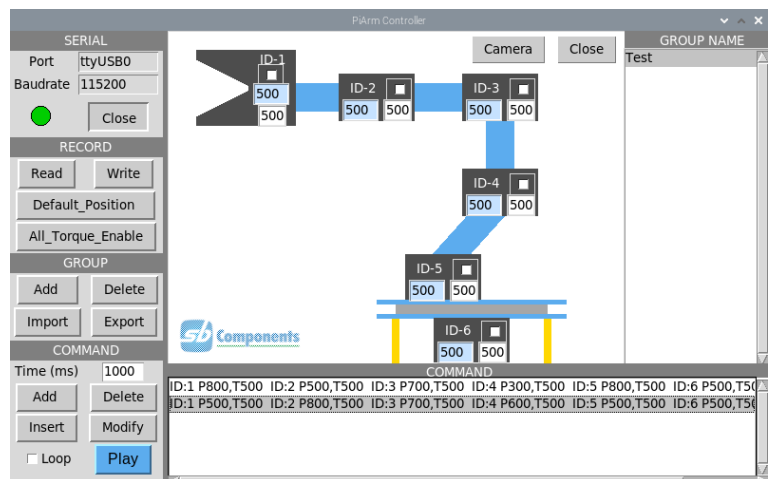 PiArm Controller
SERIAL
Port ttyUSB0
Baudrate 115200
Close
RECORD
Read Write
Default_Position
All_Torque_Enable
GROUP
Add Delete
Import Export
COMMAND
Time (ms) 1000
Add Delete
Insert Modify
Loop Play
Camera Close
ID-1
500
500
ID-2
500 500
ID-3
500 500
ID-4
500 500
ID-5
500 500
ID-6
500 500
sb Components
GROUP NAME
Test
COMMAND
ID:1 P800,T500 ID:2 P500,T500 ID:3 P700,T500 ID:4 P300,T500 ID:5 P800,T500 ID:6 P500,T50
ID:1 P500,T500 ID:2 P800,T500 ID:3 P700,T500 ID:4 P600,T500 ID:5 P500,T500 ID:6 P500,T50